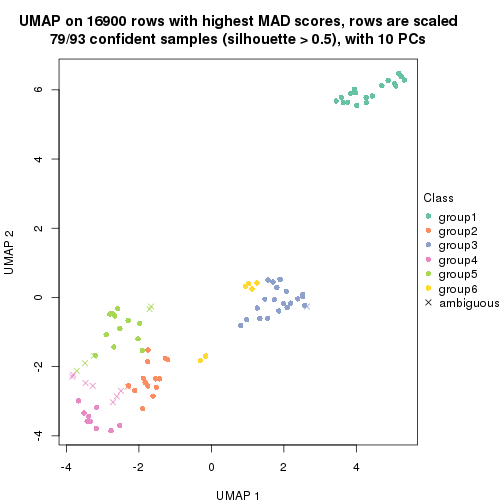 UMAP on 16900 rows with highest MAD scores, rows are scaled
79/93 confident samples (silhouette > 0.5), with 10 PCs
UMAP 2
6
4
2
0
-2
-4
-4
-2
0
2
4
UMAP 1
Class
group1
group2
group3
group4
group5
group6
ambiguous